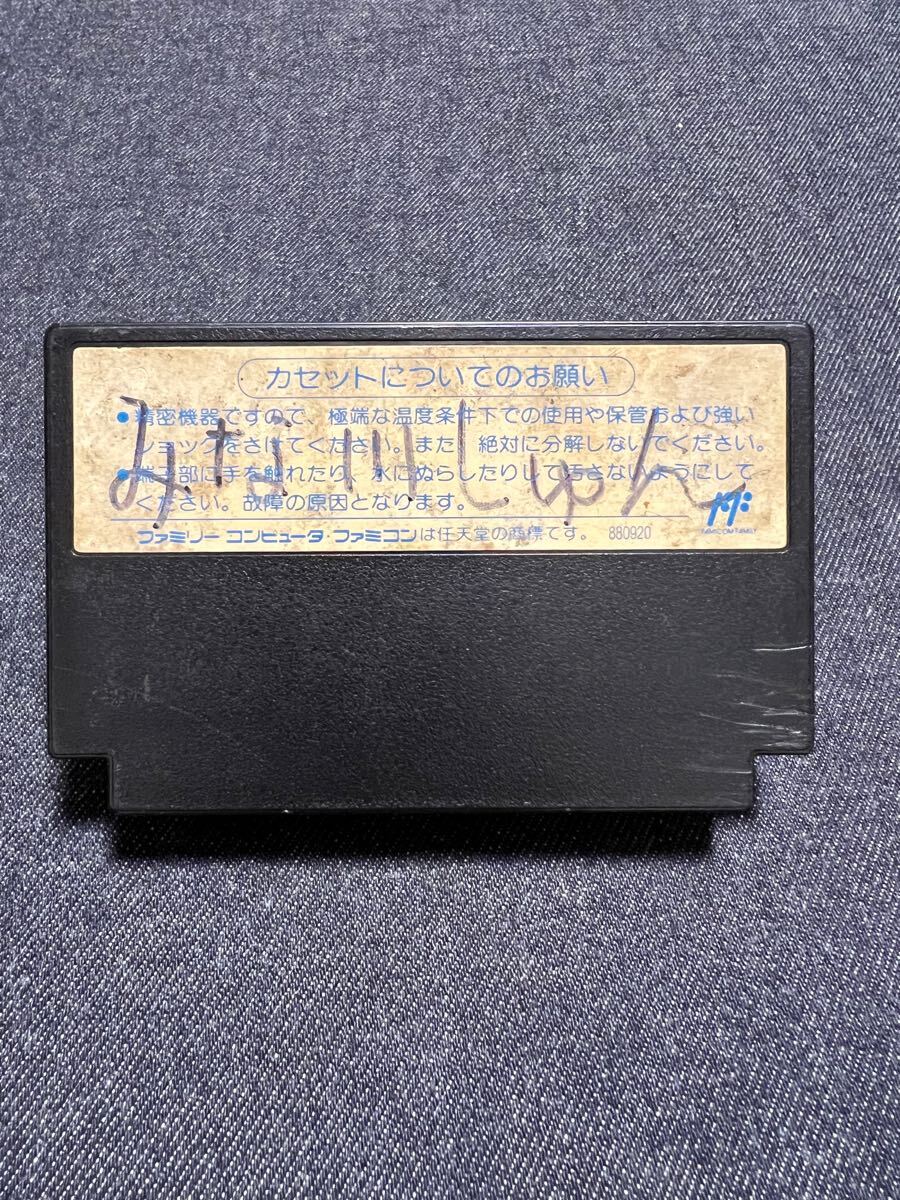 カセットについてのお願い
●精密機器ですので、極端な温度条件下での使用や保管および強い
ショックをさけてください。また、絶対に分解しないでください。
●端子部に手を触れたり、水にぬらしたりして汚さないようにして
ください。故障の原因となります。
ファミリー コンピュータ・ファミコンは任天堂の商標です。 880920
FAMICOM FAMILY
みな川しゅん